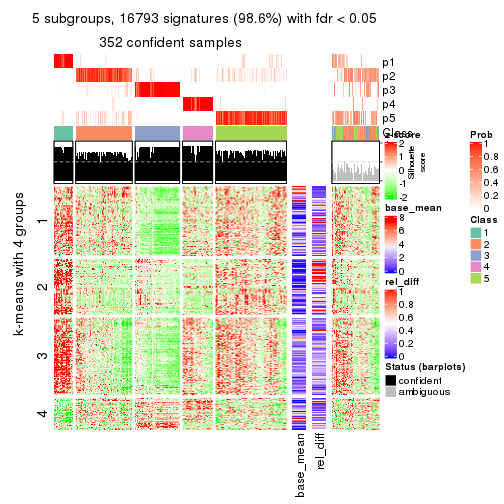 5 subgroups, 16793 signatures (98.6%) with fdr < 0.05
352 confident samples
p1
p2
p3
p4
p5
Class
z-score
2
1
0
-1
-2
Silhouette
score
Prob
1
0.8
0.6
0.4
0.2
0
base_mean
8
6
4
2
0
Class
1
2
3
4
5
rel_diff
1
0.8
0.6
0.4
0.2
0
Status (barplots)
confident
ambiguous
k-means with 4 groups
1
2
3
4
base_mean
rel_diff